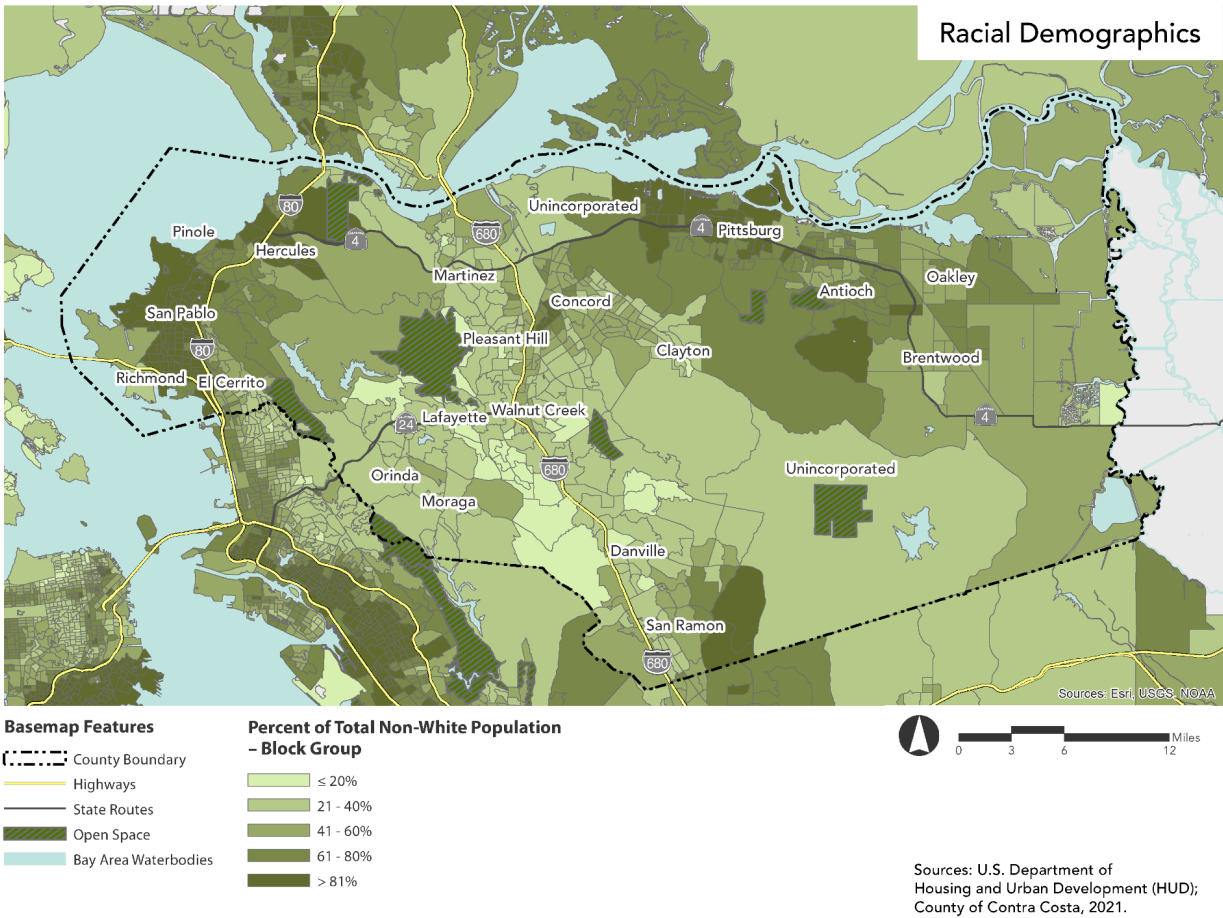 Racial Demographics
Unincorporated
80
Pinole
4
Pittsburg
680
Hercules
4
Martinez
Oakley
Antioch
Concord
San Pablo
Pleasant Hill
80
Clayton
Brentwood
Richmond
El Cerrito
Walnut Creek
Lafayette
24
4
680
Unincorporated
Orinda
Moraga
Danville
San Ramon
680
Sources: Esri, USGS, NOAA
Basemap Features
County Boundary
Highways
State Routes
Open Space
Bay Area Waterbodies
Percent of Total Non-White Population
– Block Group
≤ 20%
21 - 40%
41 - 60%
61 - 80%
> 81%
Miles
0 3 6 12
Sources: U.S. Department of
Housing and Urban Development (HUD);
County of Contra Costa, 2021.